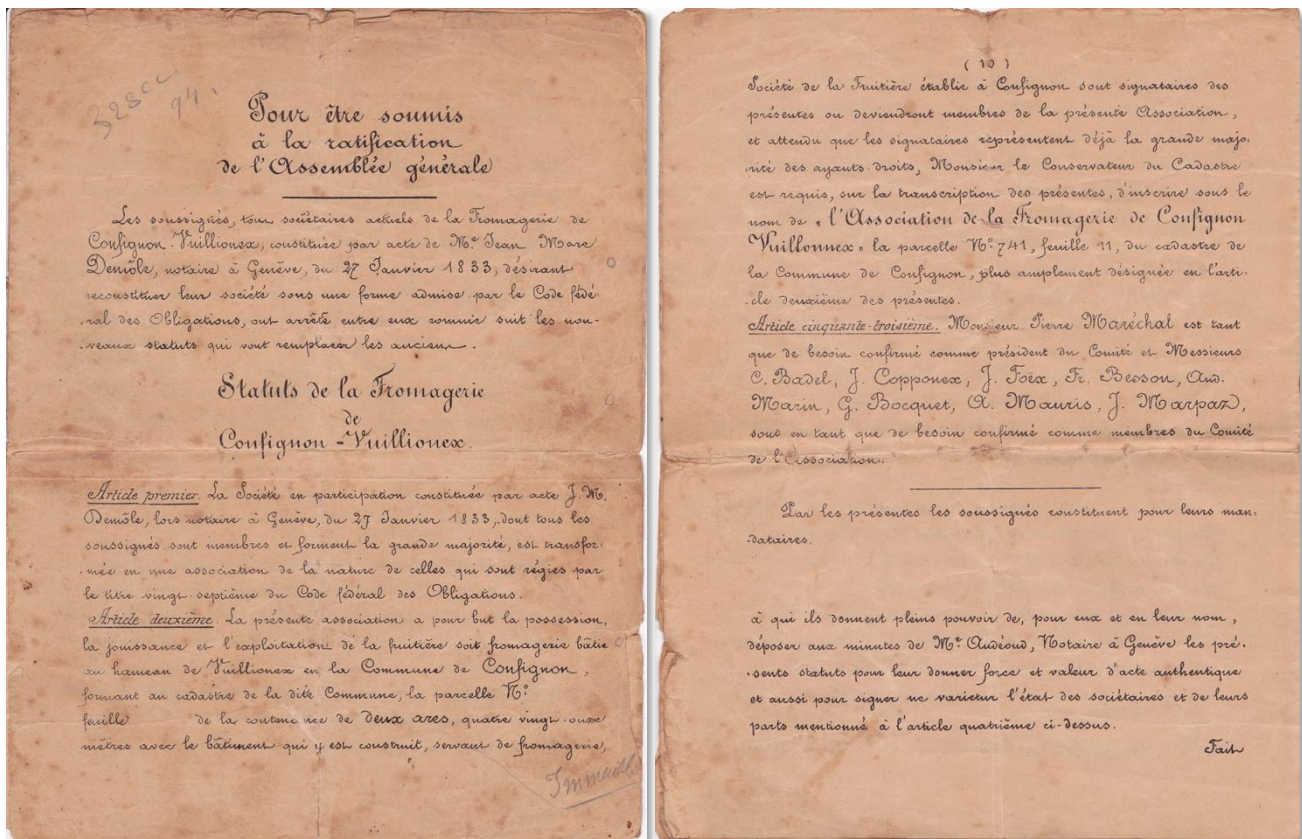 94.
Pour être soumis
à la ratification
de l'Assemblée générale
Les soussignés, tous sociétaires actuels de la Fromagerie de
Confignon-Vuillionex, constituée par acte de Me Jean Marc
Demôle, notaire à Genève, du 27 Janvier 1833, désirant
reconstituer leur société sous une forme admise par le Code fédé-
-ral des Obligations, ont arrêté entre eux comme suit les nou-
-veaux statuts qui vont remplacer les anciens.
Statuts de la Fromagerie
de
Confignon-Vuillionex.
Article premier. La Société en participation constituée par acte J. M.
Demôle, lors notaire à Genève, du 27 Janvier 1833, dont tous les
soussignés sont membres et forment la grande majorité, est transfor-
-mée en une association de la nature de celles qui sont régies par
le titre vingt-septième du Code fédéral des Obligations.
Article deuxième. La présente association a pour but la possession,
la jouissance et l'exploitation de la fruitière soit fromagerie bâtie
au hameau de Vuillionex en la Commune de Confignon,
formant au cadastre de la dite Commune, la parcelle No
feuille de la contenance de deux ares, quatre vingt-onze
mètres avec le bâtiment qui y est construit, servant de fromagerie,
(10)
Société de la Fruitière établie à Confignon sont signataires des
présentes ou deviendront membres de la présente Association,
et attendu que les signataires représentent déjà la grande majo-
rité des ayants-droits, Monsieur le Conservateur du Cadastre
est requis, sur la transcription des présentes, d'inscrire sous le
nom de „l'Association de la Fromagerie de Confignon
Vuillonnex" la parcelle No 741, feuille 11, du cadastre de
la Commune de Confignon, plus amplement désignée en l'arti-
-cle deuxième des présentes.
Article cinquante-troisième. Monsieur Pierre Maréchal est tant
que de besoin confirmé comme président du Comité et Messieurs
C. Badel, J. Copponex, J. Foëx, Fr. Besson, And.
Marin, G. Bocquet, A. Mauris, J. Marpaz,
sont en tant que de besoin confirmé comme membres du Comité
de l'Association.
Par les présentes les soussignés constituent pour leurs man-
-dataires.
à qui ils donnent pleins pouvoir de, pour eux et en leur nom,
déposer aux minutes de Me Audéoud, Notaire à Genève les pré-
-sents statuts pour leur donner force et valeur d'acte authentique
et aussi pour signer ne varietur l'état des sociétaires et de leurs
parts mentionné à l'article quatrième ci-dessus.
Fait